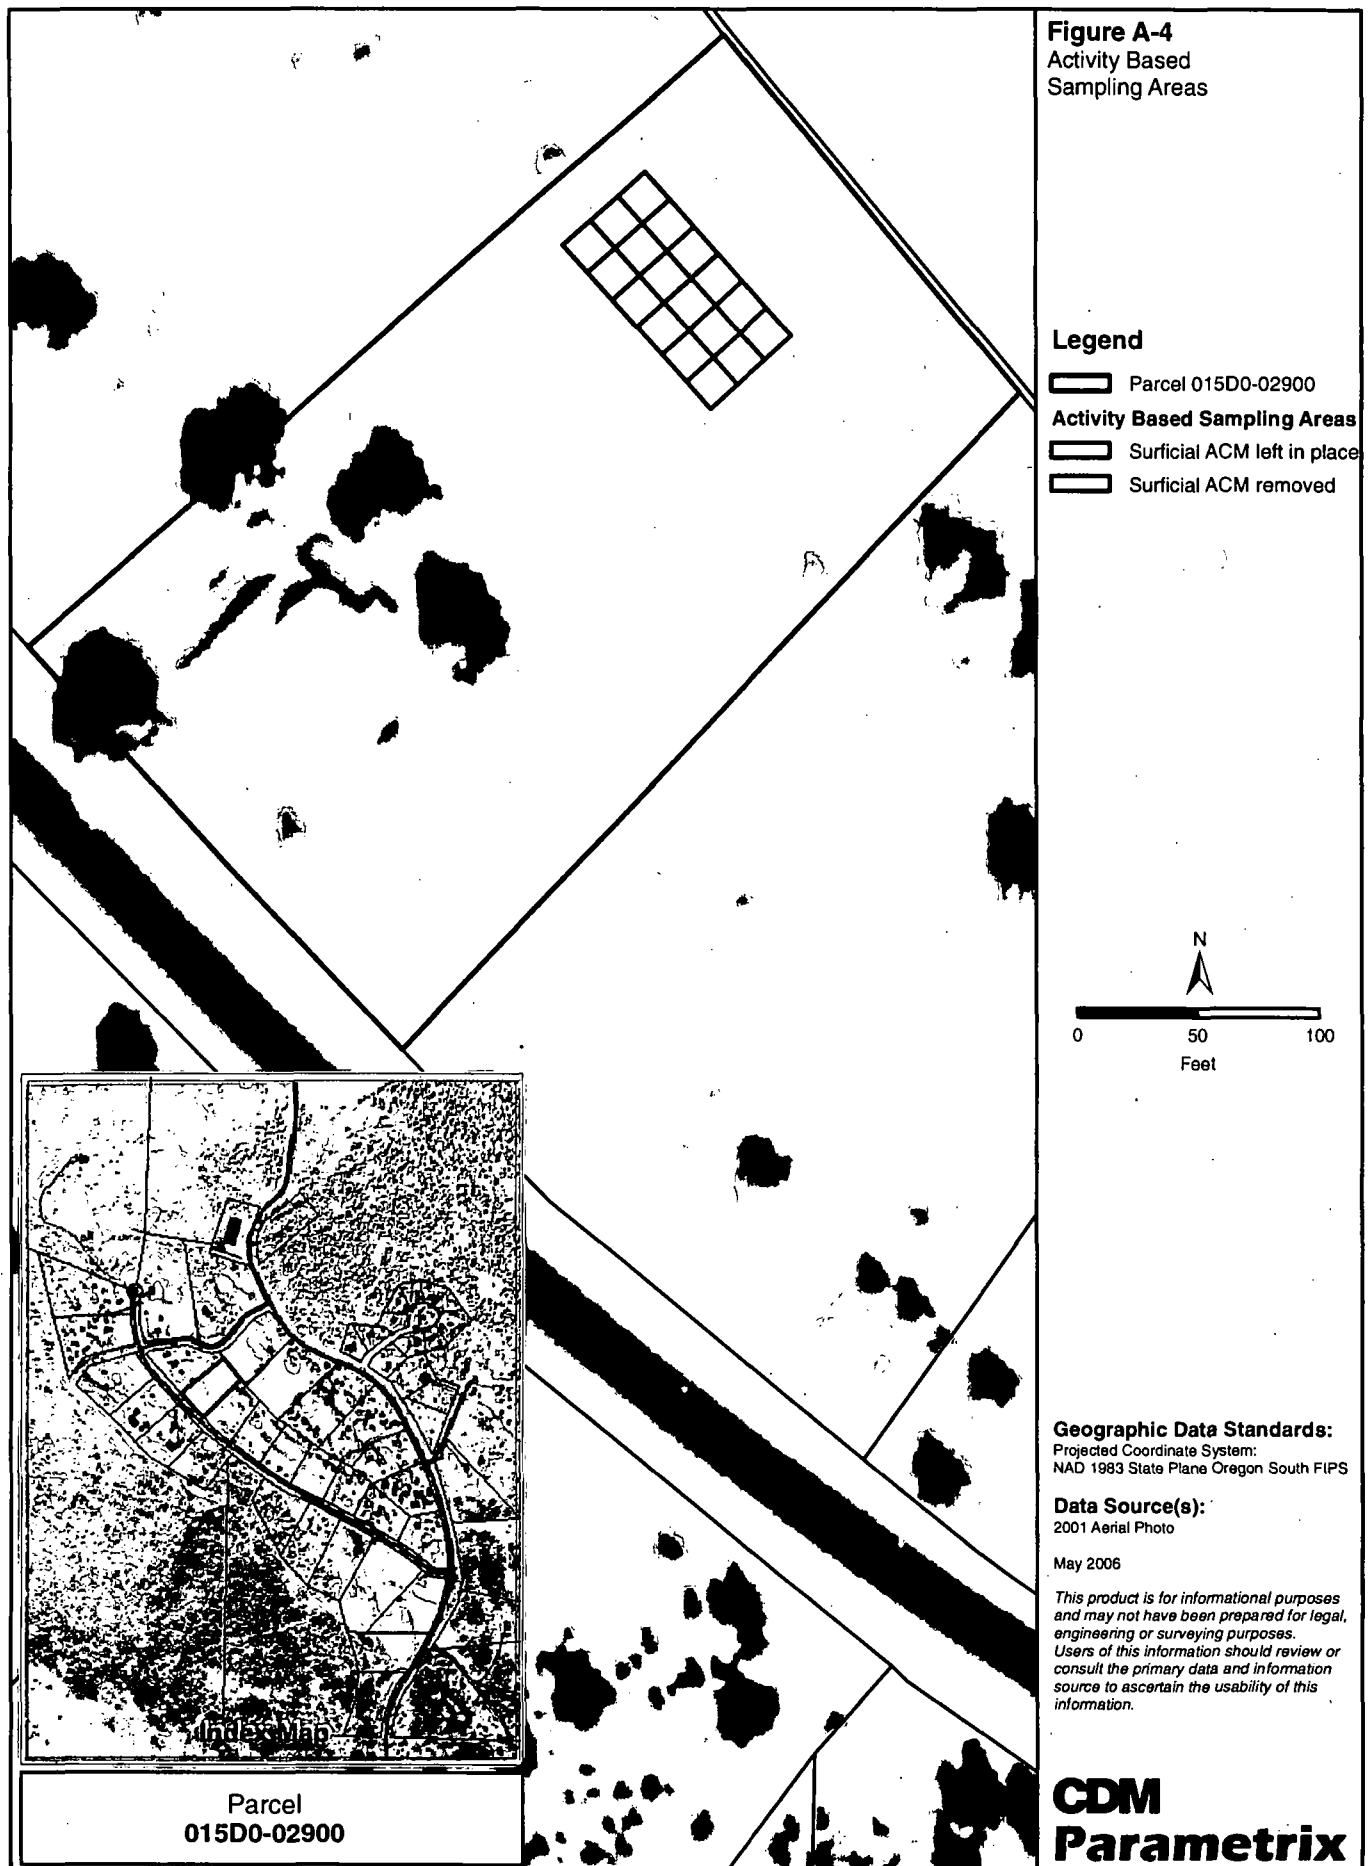 Figure A-4
Activity Based
Sampling Areas
Legend
Parcel 015D0-02900
Activity Based Sampling Areas
Surficial ACM left in place
Surficial ACM removed
N
0 50 100
Feet
Geographic Data Standards:
Projected Coordinate System:
NAD 1983 State Plane Oregon South FIPS
Data Source(s):
2001 Aerial Photo
May 2006
This product is for informational purposes
and may not have been prepared for legal,
engineering or surveying purposes.
Users of this information should review or
consult the primary data and information
source to ascertain the usability of this
information.
Index Map
Parcel
015D0-02900
CDM
Parametrix